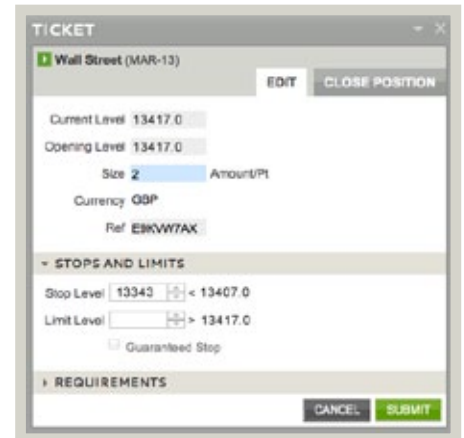 TICKET
Wall Street (MAR-13)
EDIT CLOSE POSITION
Current Level 13417.0
Opening Level 13417.0
Size 2 Amount/Pt
Currency GBP
Ref E9KVW7AX
STOPS AND LIMITS
Stop Level 13343 < 13407.0
Limit Level > 13417.0
Guaranteed Stop
REQUIREMENTS
CANCEL SUBMIT